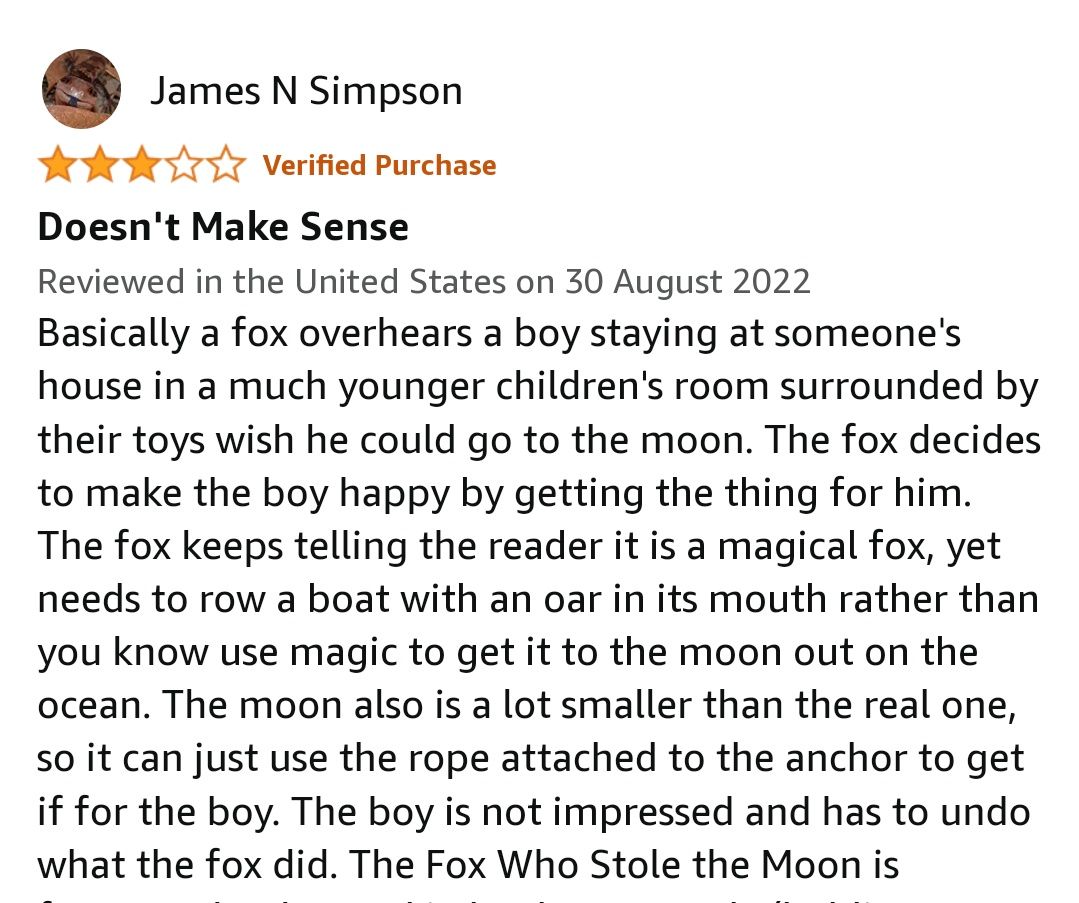 James N Simpson
Verified Purchase
Doesn't Make Sense
Reviewed in the United States on 30 August 2022
Basically a fox overhears a boy staying at someone's
house in a much younger children's room surrounded by
their toys wish he could go to the moon. The fox decides
to make the boy happy by getting the thing for him.
The fox keeps telling the reader it is a magical fox, yet
needs to row a boat with an oar in its mouth rather than
you know use magic to get it to the moon out on the
ocean. The moon also is a lot smaller than the real one,
so it can just use the rope attached to the anchor to get
if for the boy. The boy is not impressed and has to undo
what the fox did. The Fox Who Stole the Moon is